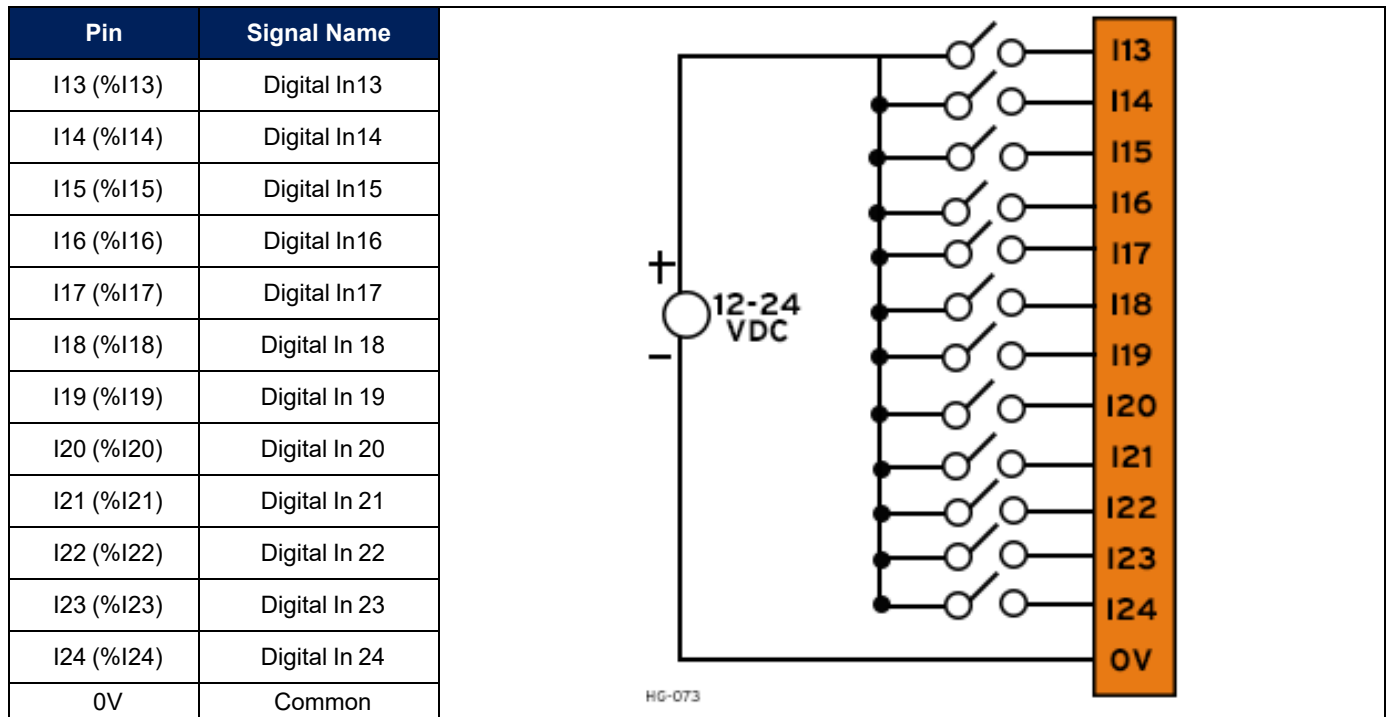 Pin Signal Name
I13 (%I13) Digital In13
I14 (%I14) Digital In14
I15 (%I15) Digital In15
I16 (%I16) Digital In16
I17 (%I17) Digital In17
I18 (%I18) Digital In 18
I19 (%I19) Digital In 19
I20 (%I20) Digital In 20
I21 (%I21) Digital In 21
I22 (%I22) Digital In 22
I23 (%I23) Digital In 23
I24 (%I24) Digital In 24
0V Common
+
12-24
VDC
−
I13
I14
I15
I16
I17
I18
I19
I20
I21
I22
I23
I24
0V
HG-073